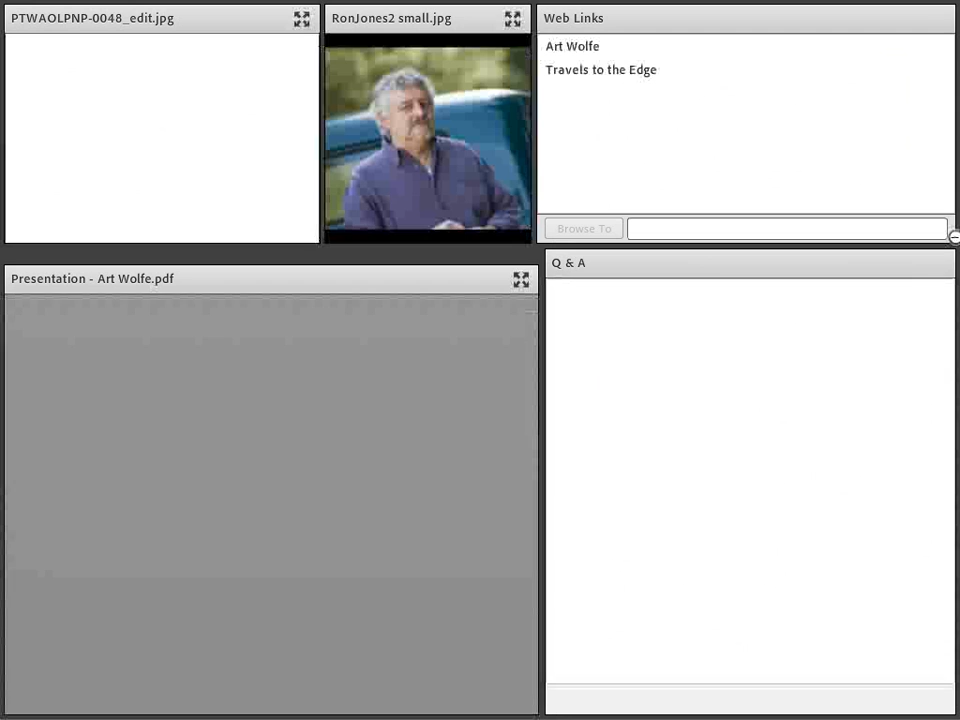 PTWAOLPNP-0048_edit.jpg
RonJones2 small.jpg
Web Links
Art Wolfe
Travels to the Edge
Browse To
Presentation - Art Wolfe.pdf
Q & A